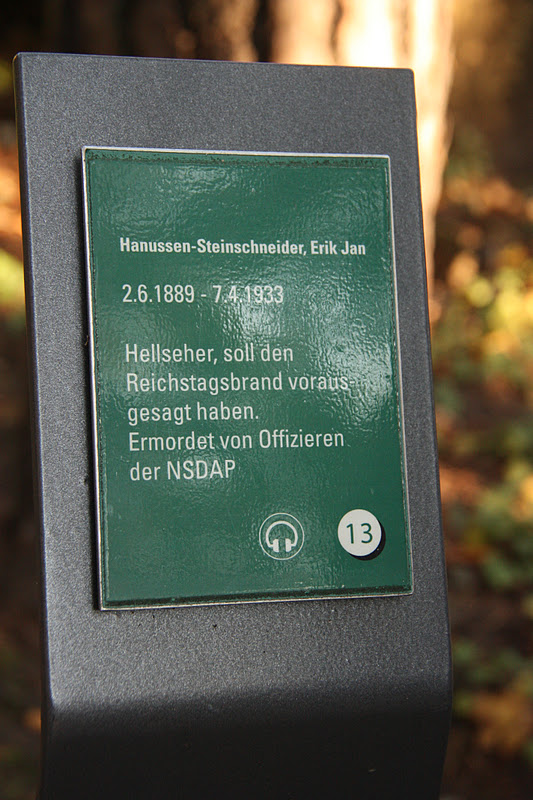 Hanussen-Steinschneider, Erik Jan
2.6.1889 - 7.4.1933
Hellseher, soll den
Reichstagsbrand voraus-
gesagt haben.
Ermordet von Offizieren
der NSDAP
13